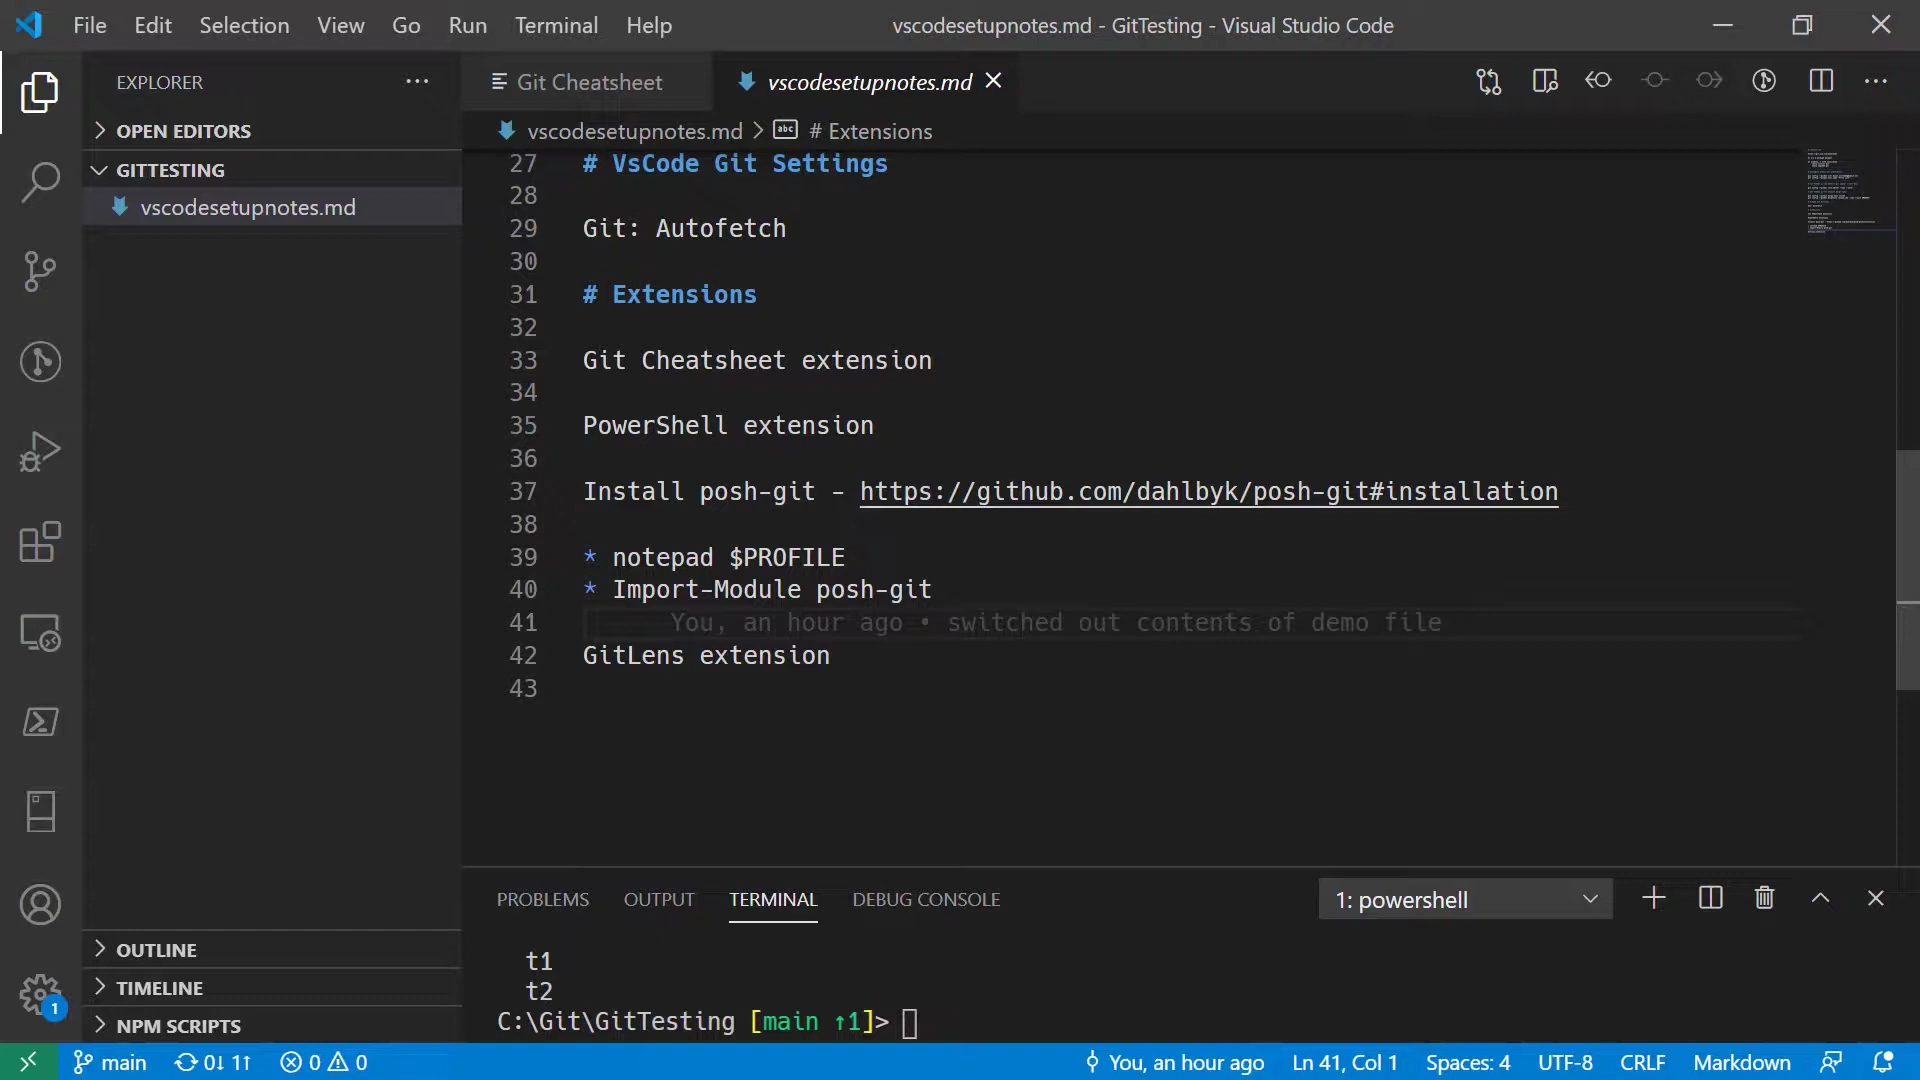 File Edit Selection View Go Run Terminal Help
vscodesetupnotes.md - GitTesting - Visual Studio Code
EXPLORER
OPEN EDITORS
GITTESTING
vscodesetupnotes.md
OUTLINE
TIMELINE
NPM SCRIPTS
1
Git Cheatsheet
vscodesetupnotes.md
vscodesetupnotes.md > abc # Extensions
27 # VsCode Git Settings
28
29 Git: Autofetch
30
31 # Extensions
32
33 Git Cheatsheet extension
34
35 PowerShell extension
36
37 Install posh-git - https://github.com/dahlbyk/posh-git#installation
38
39 * notepad $PROFILE
40 * Import-Module posh-git
41 You, an hour ago • switched out contents of demo file
42 GitLens extension
43
PROBLEMS OUTPUT TERMINAL DEBUG CONSOLE
1: powershell
t1
t2
C:\Git\GitTesting [main ↑1]>
main 0↓ 1↑ 0 0
You, an hour ago Ln 41, Col 1 Spaces: 4 UTF-8 CRLF Markdown